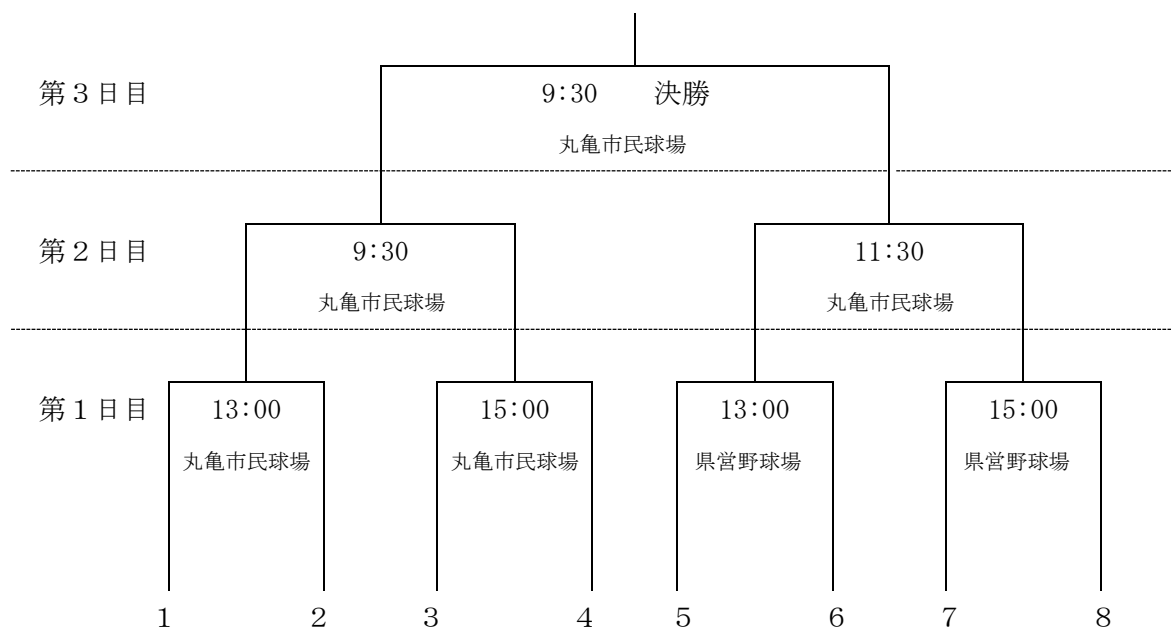 第３日目 9:30 決勝
丸亀市民球場
第２日目 9:30 11:30
丸亀市民球場 丸亀市民球場
第１日目 13:00 15:00 13:00 15:00
丸亀市民球場 丸亀市民球場 県営野球場 県営野球場
1 2 3 4 5 6 7 8